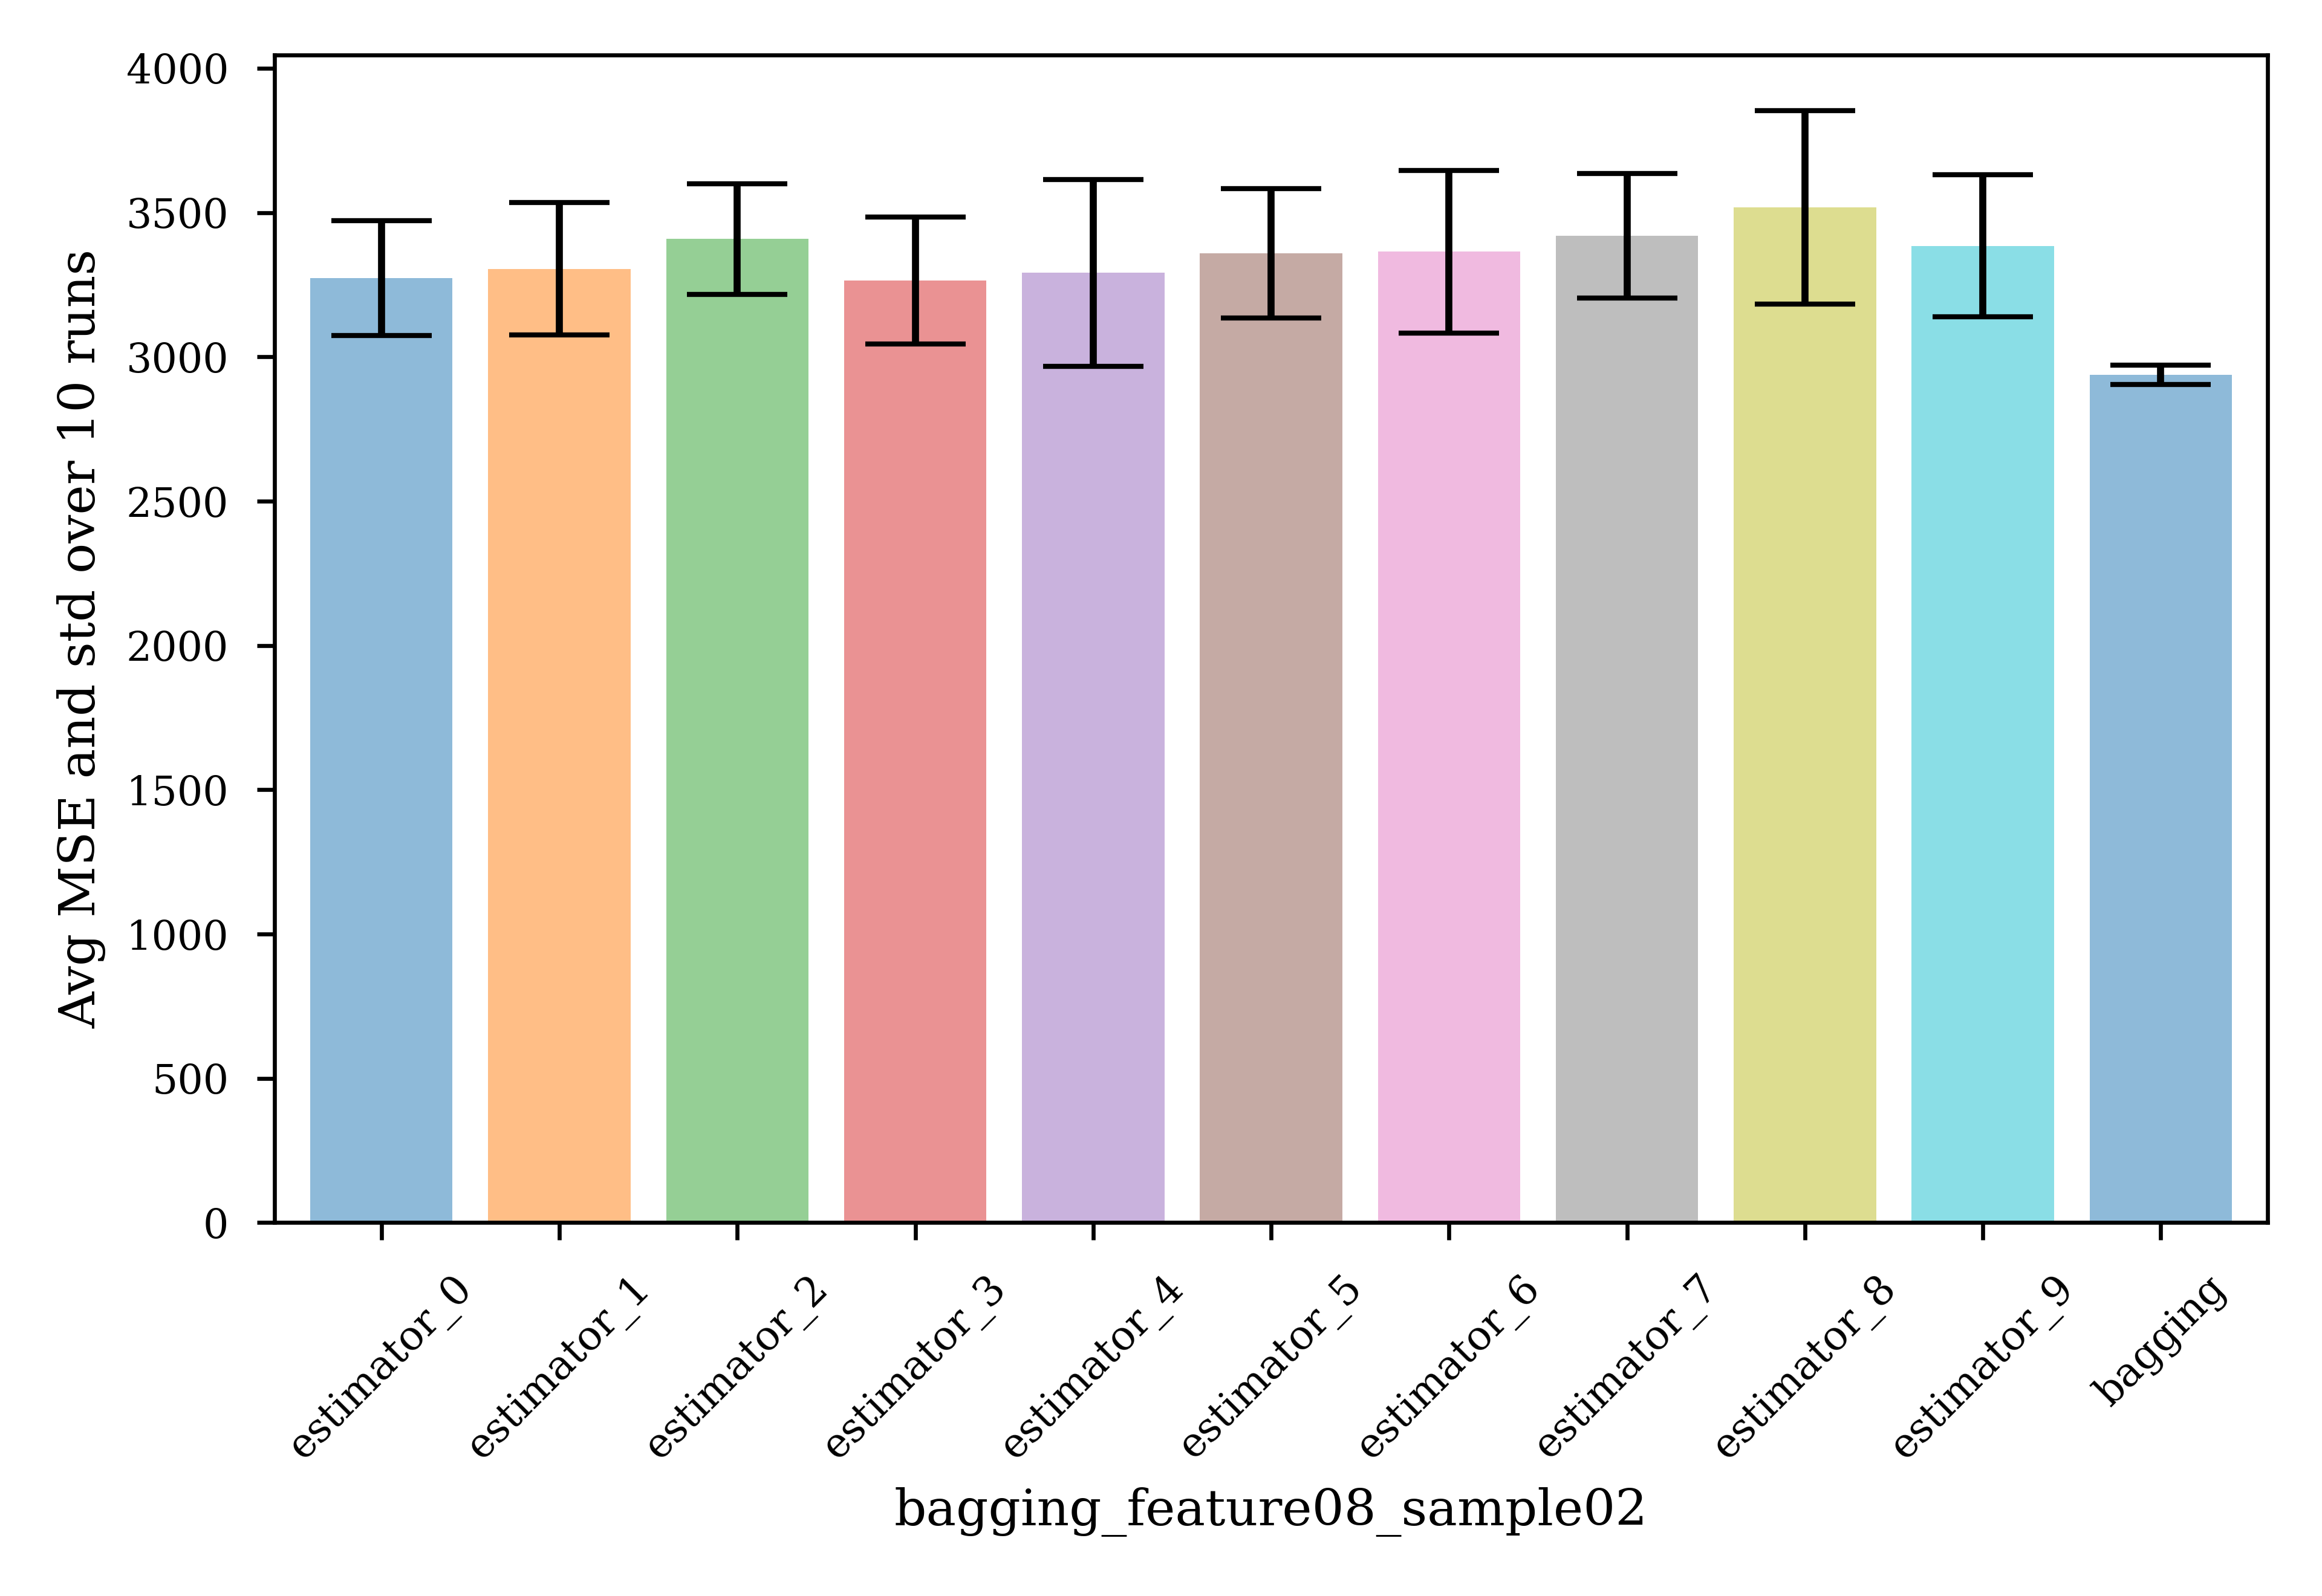 Avg MSE and std over 10 runs
4000
3500
3000
2500
2000
1500
1000
500
0
estimator_0
estimator_1
estimator_2
estimator_3
estimator_4
estimator_5
estimator_6
estimator_7
estimator_8
estimator_9
bagging
bagging_feature08_sample02